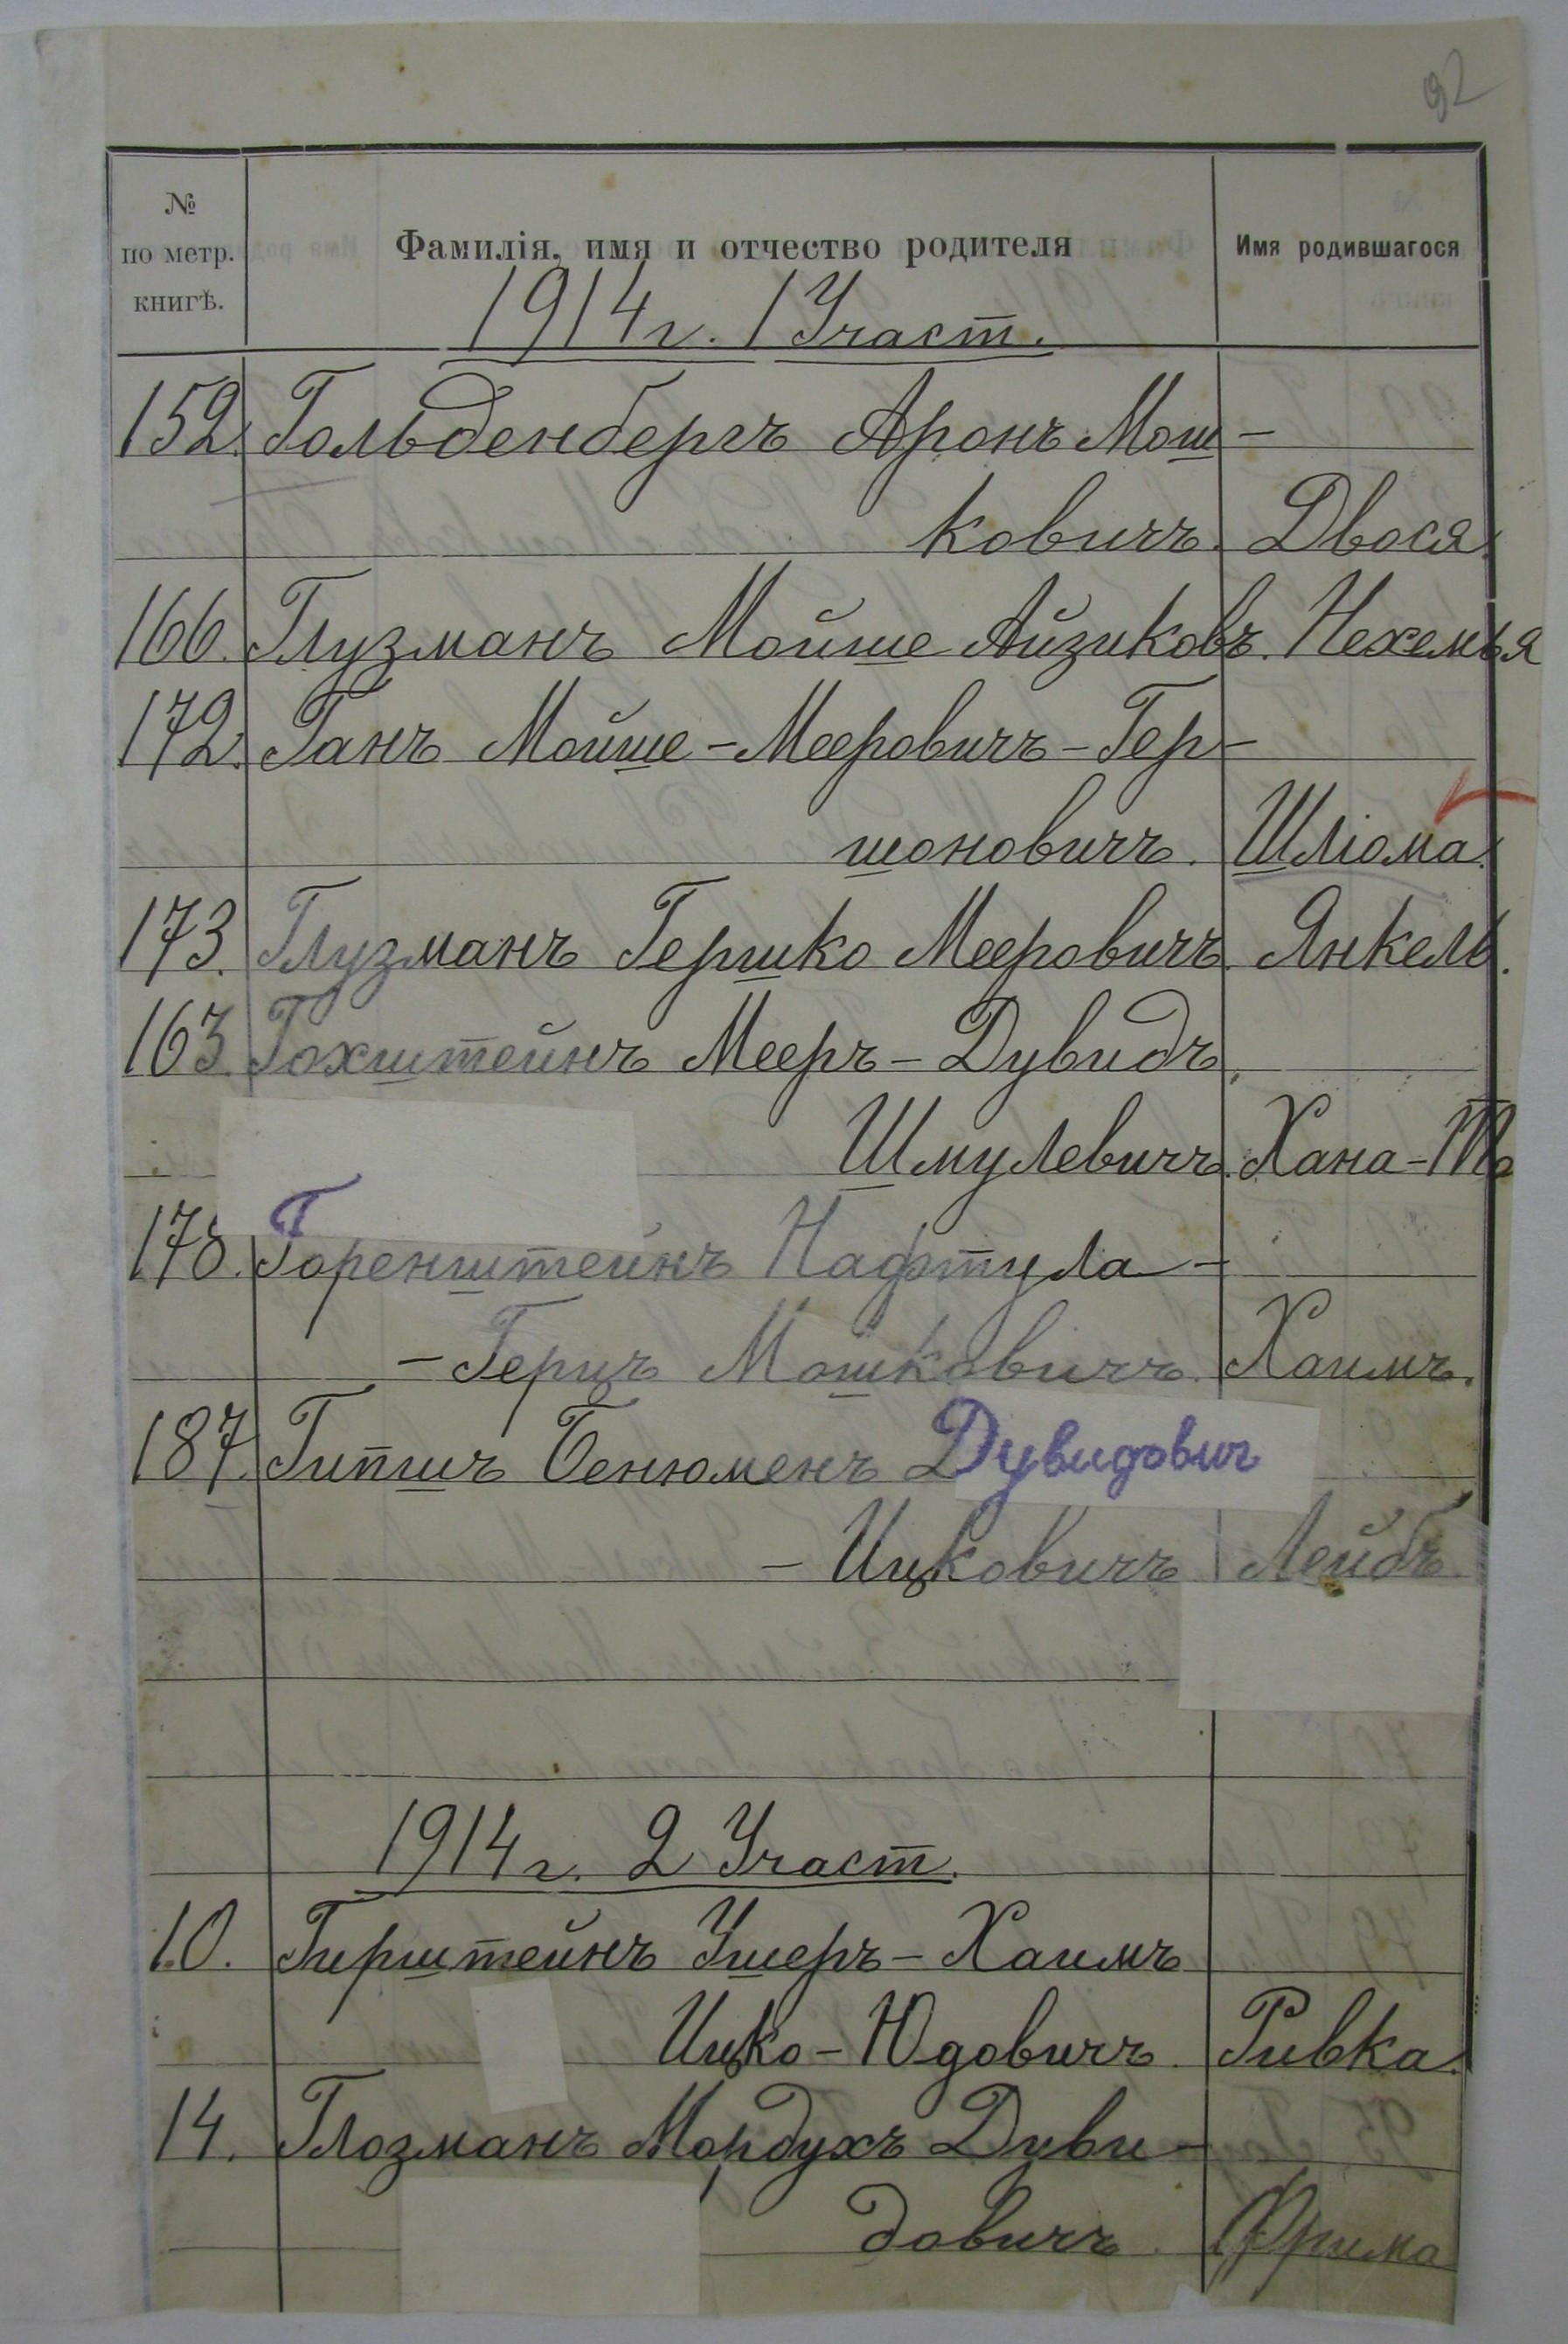 92
№ по метр. книгѣ. Фамилія, имя и отчество родителя Имя родившагося
1914 г. 1 Участ.
152. Гольденбергъ Аронъ Мош-
ковичъ. Двося.
166. Глузманъ Мойше Айзиковъ. Нехемья
172. Ганъ Мойше-Мееровичъ-Гер-
шоновичъ. Шліома.
173. Глузманъ Гершко Мееровичъ. Янкель.
163. Гохштейнъ Мееръ-Дувидъ
Шмулевичъ. Хана-
178. Горенштейнъ Нафтула-
-Герцъ Мошковичъ. Хаимъ.
187. Гипшъ Бенюменъ Дувидович
-Ицковичъ Лейбъ
1914 г. 2 Участ.
10. Гирштейнъ Ушеръ-Хаимъ
Ицко-Юдовичъ. Ривка.
14. Глозманъ Мордухъ Дуви-
довичъ. Фрима